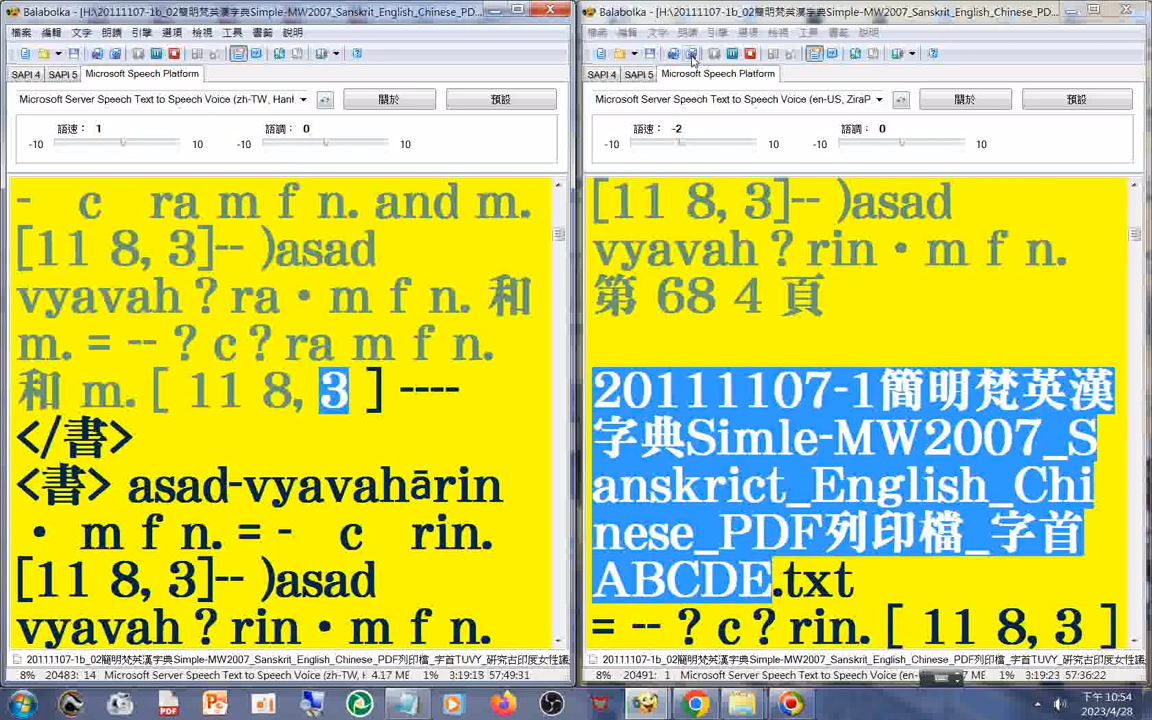 Balabolka - [H:\20111107-1b_02簡明梵英漢字典Simple-MW2007_Sanskrit_English_Chinese_PD...
檔案 編輯 文字 朗讀 引擎 選項 檢視 工具 書籤 說明
SAPI 4 SAPI 5 Microsoft Speech Platform
Microsoft Server Speech Text to Speech Voice (zh-TW, Hanl
關於 預設
語速: 1 語調: 0
-10 10 -10 10
- c ra m f n. and m.
[11 8, 3]-- )asad
vyavah ? ra • m f n. 和
m. = -- ? c ? ra m f n.
和 m. [ 11 8, 3 ] ----
</書>
<書> asad-vyavahārin
• m f n. = - c rin.
[11 8, 3]-- )asad
vyavah ? rin • m f n.
20111107-1b_02簡明梵英漢字典Simple-MW2007_Sanskrit_English_Chinese_PDF列印檔_字首TUVY_研究古印度女性議
8% 20483: 14 Microsoft Server Speech Text to Speech Voice (zh-TW, H 4.17 ME 1% 3:19:13 57:49:31
Balabolka - [H:\20111107-1b_02簡明梵英漢字典Simple-MW2007_Sanskrit_English_Chinese_PD...
檔案 編輯 文字 朗讀 引擎 選項 檢視 工具 書籤 說明
SAPI 4 SAPI 5 Microsoft Speech Platform
Microsoft Server Speech Text to Speech Voice (en-US, ZiraP
關於 預設
語速: -2 語調: 0
-10 10 -10 10
[11 8, 3]-- )asad
vyavah ? rin • m f n.
第 68 4 頁
20111107-1簡明梵英漢
字典Simle-MW2007_S
anskrict_English_Chi
nese_PDF列印檔_字首
ABCDE.txt
= -- ? c ? rin. [ 11 8, 3 ]
20111107-1b_02簡明梵英漢字典Simple-MW2007_Sanskrit_English_Chinese_PDF列印檔_字首TUVY_研究古印度女性議
8% 20491: 1 Microsoft Server Speech Text to Speech Voice (en- 4.17 ME 1% 3:19:23 57:36:22
下午 10:54
2023/4/28